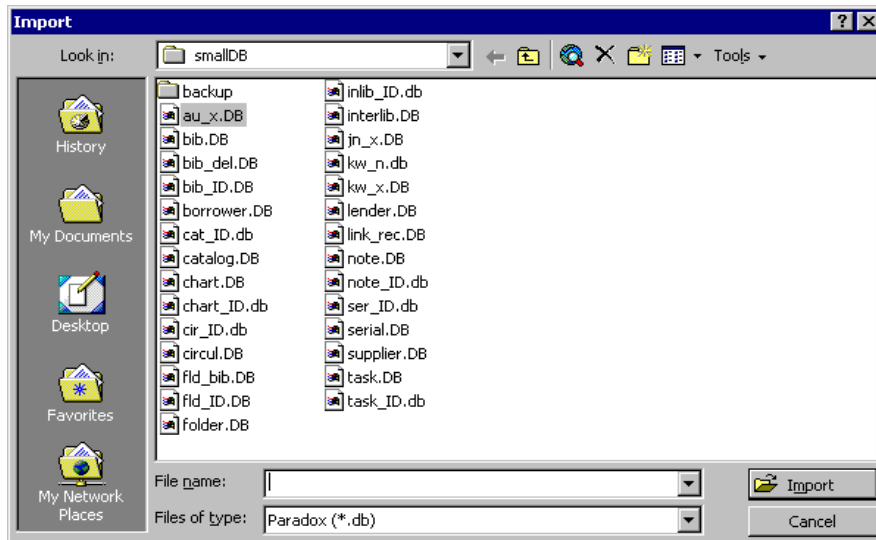 Import
Look in: smallDB Tools
History
My Documents
Desktop
Favorites
My Network
Places
backup
au_x.DB
bib.DB
bib_del.DB
bib_ID.DB
borrower.DB
cat_ID.db
catalog.DB
chart.DB
chart_ID.db
cir_ID.db
circul.DB
fld_bib.DB
fld_ID.DB
folder.DB
inlib_ID.db
interlib.DB
jn_x.DB
kw_n.db
kw_x.DB
lender.DB
link_rec.DB
note.DB
note_ID.db
ser_ID.db
serial.DB
supplier.DB
task.DB
task_ID.db
File name: Import
Files of type: Paradox (*.db) Cancel